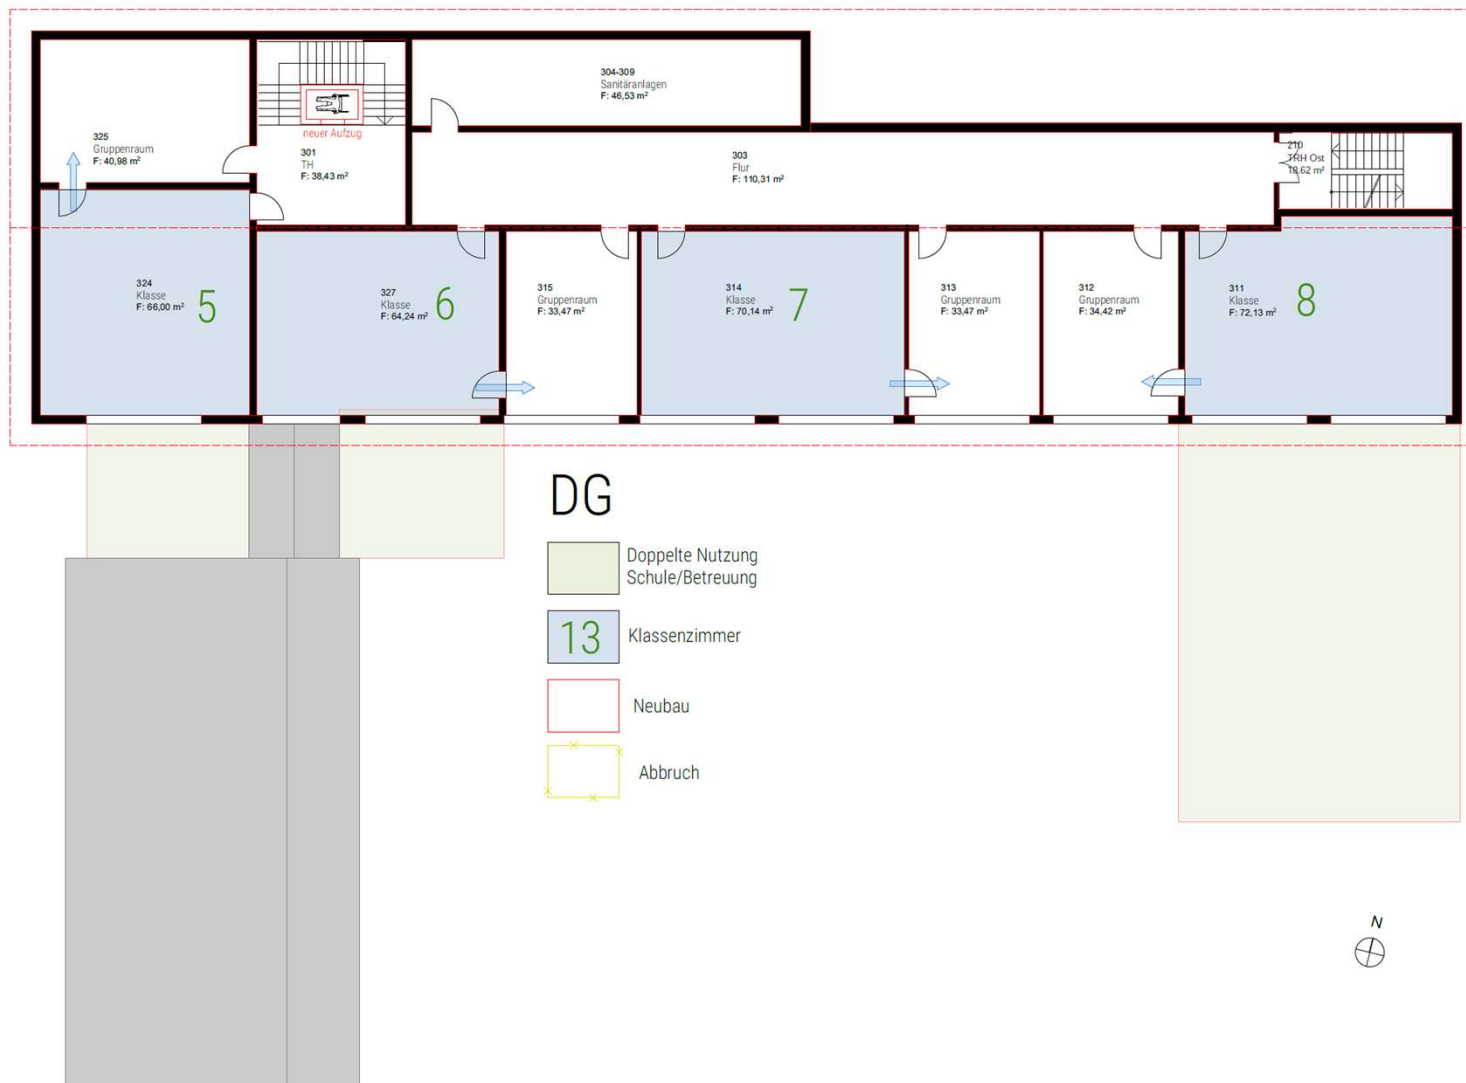 304-309
Sanitäranlagen
F: 46,53 m²
325
Gruppenraum
F: 40,98 m²
neuer Aufzug
301
TH
F: 38,43 m²
303
Flur
F: 110,31 m²
210
TRH Ost
18.62 m²
324
Klasse
F: 66,00 m²
5
327
Klasse
F: 64,24 m²
6
315
Gruppenraum
F: 33,47 m²
314
Klasse
F: 70,14 m²
7
313
Gruppenraum
F: 33,47 m²
312
Gruppenraum
F: 34,42 m²
311
Klasse
F: 72,13 m²
8
DG
Doppelte Nutzung
Schule/Betreuung
13 Klassenzimmer
Neubau
Abbruch
N